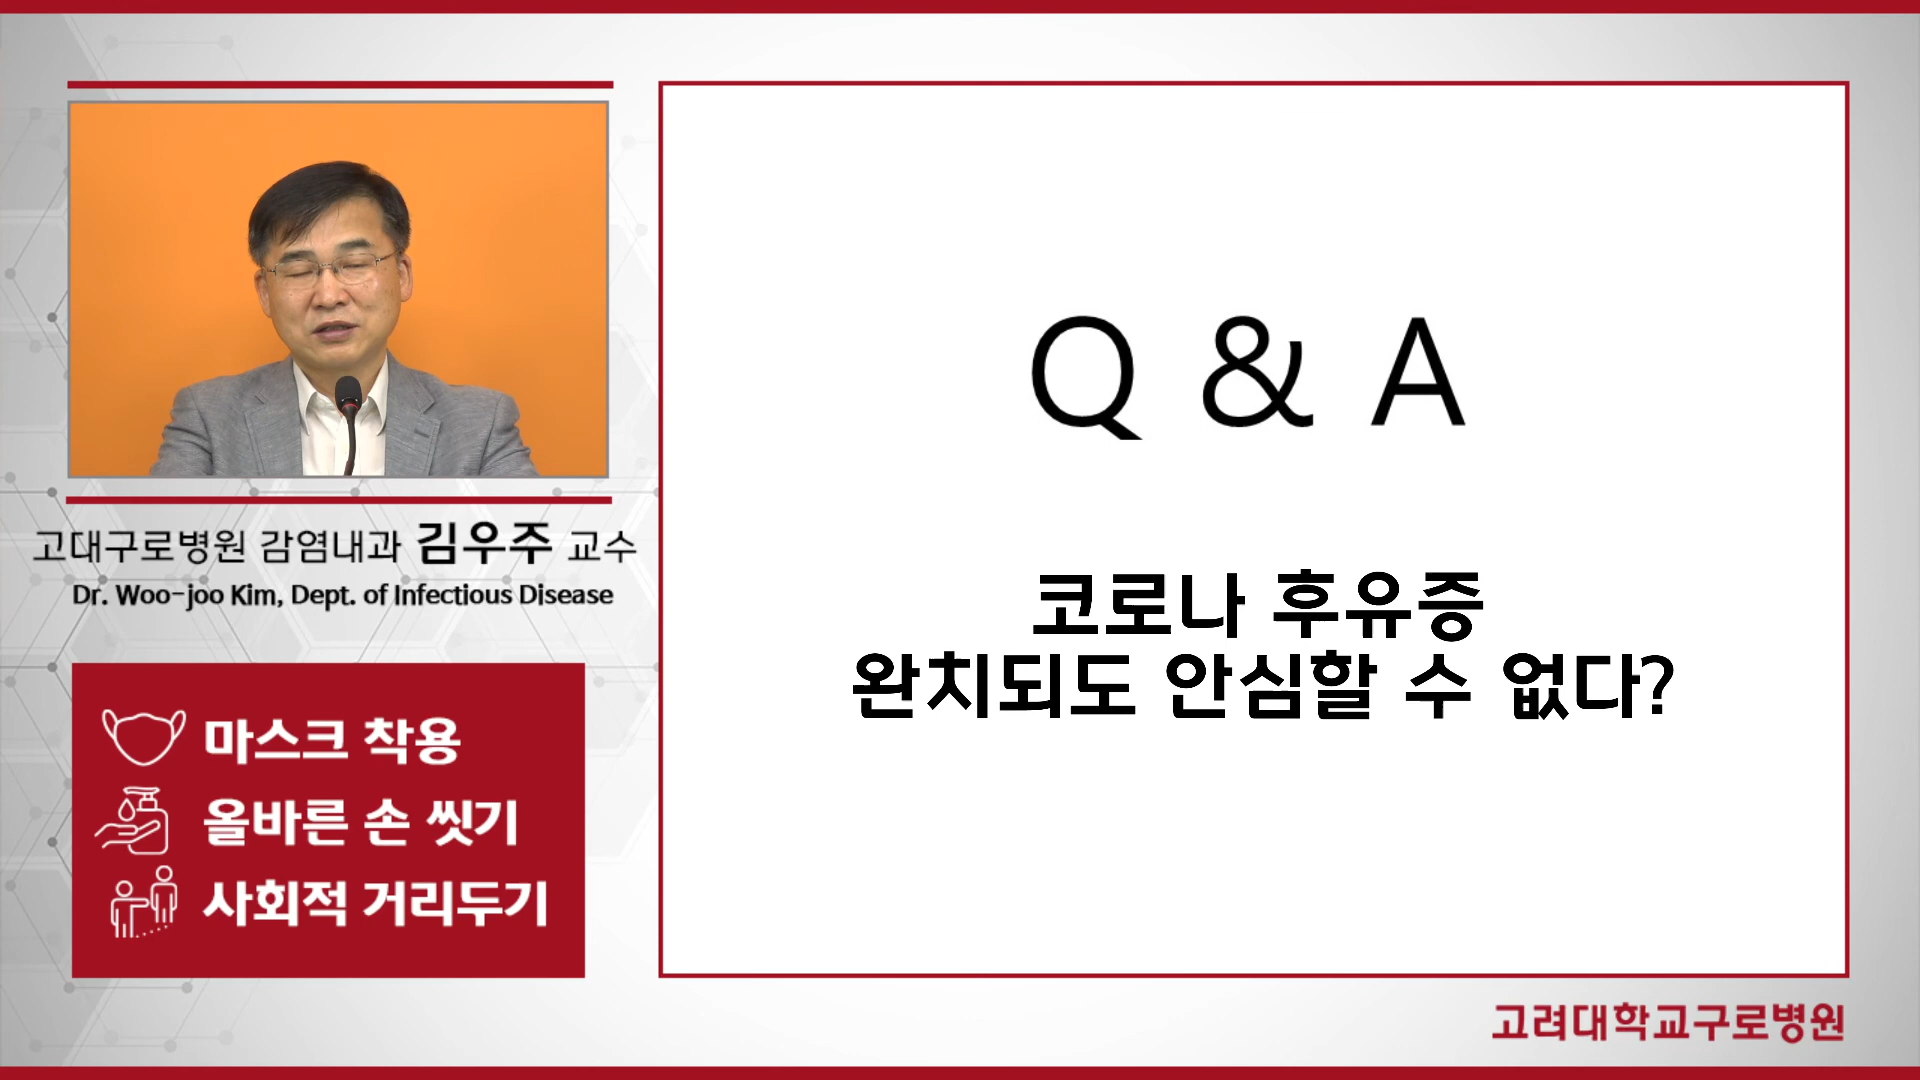 고대구로병원 감염내과 김우주 교수
Dr. Woo-joo Kim, Dept. of Infectious Disease
마스크 착용
올바른 손 씻기
사회적 거리두기
Q & A
코로나 후유증
완치되도 안심할 수 없다?
고려대학교구로병원